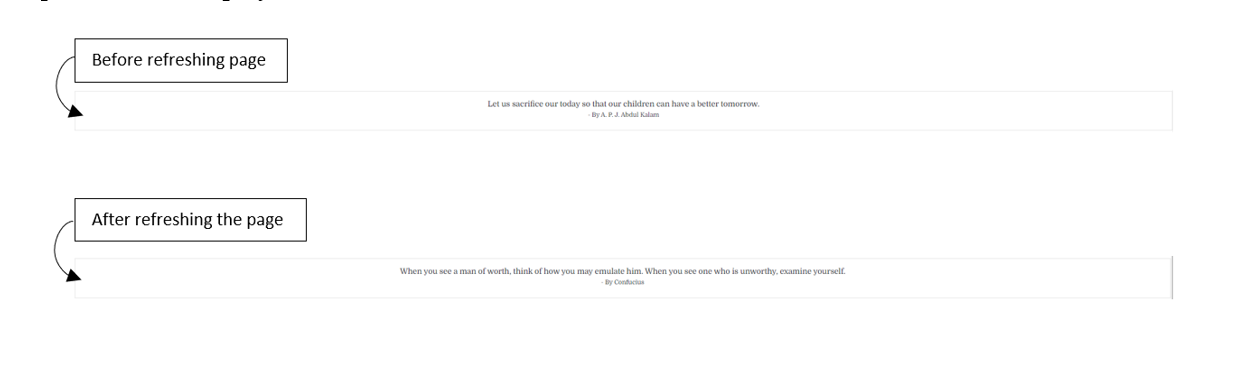 Before refreshing page
Let us sacrifice our today so that our children can have a better tomorrow.
- By A. P. J. Abdul Kalam
After refreshing the page
When you see a man of worth, think of how you may emulate him. When you see one who is unworthy, examine yourself.
- By Confucius